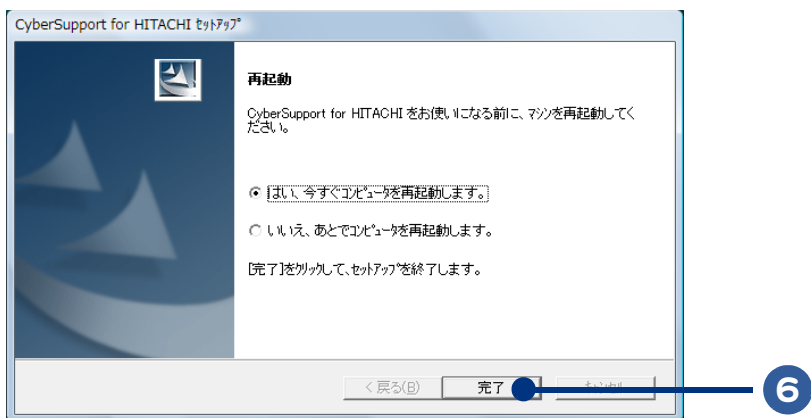 CyberSupport for HITACHI ｾｯﾄｱｯﾌﾟ
再起動
CyberSupport for HITACHI をお使いになる前に、ﾏｼﾝを再起動してく
ださい。
はい、今すぐｺﾝﾋﾟｭｰﾀを再起動します。
いいえ、あとでｺﾝﾋﾟｭｰﾀを再起動します。
[完了]をｸﾘｯｸして、ｾｯﾄｱｯﾌﾟを終了します。
< 戻る(B) 完了 ｷｬﾝｾﾙ
6